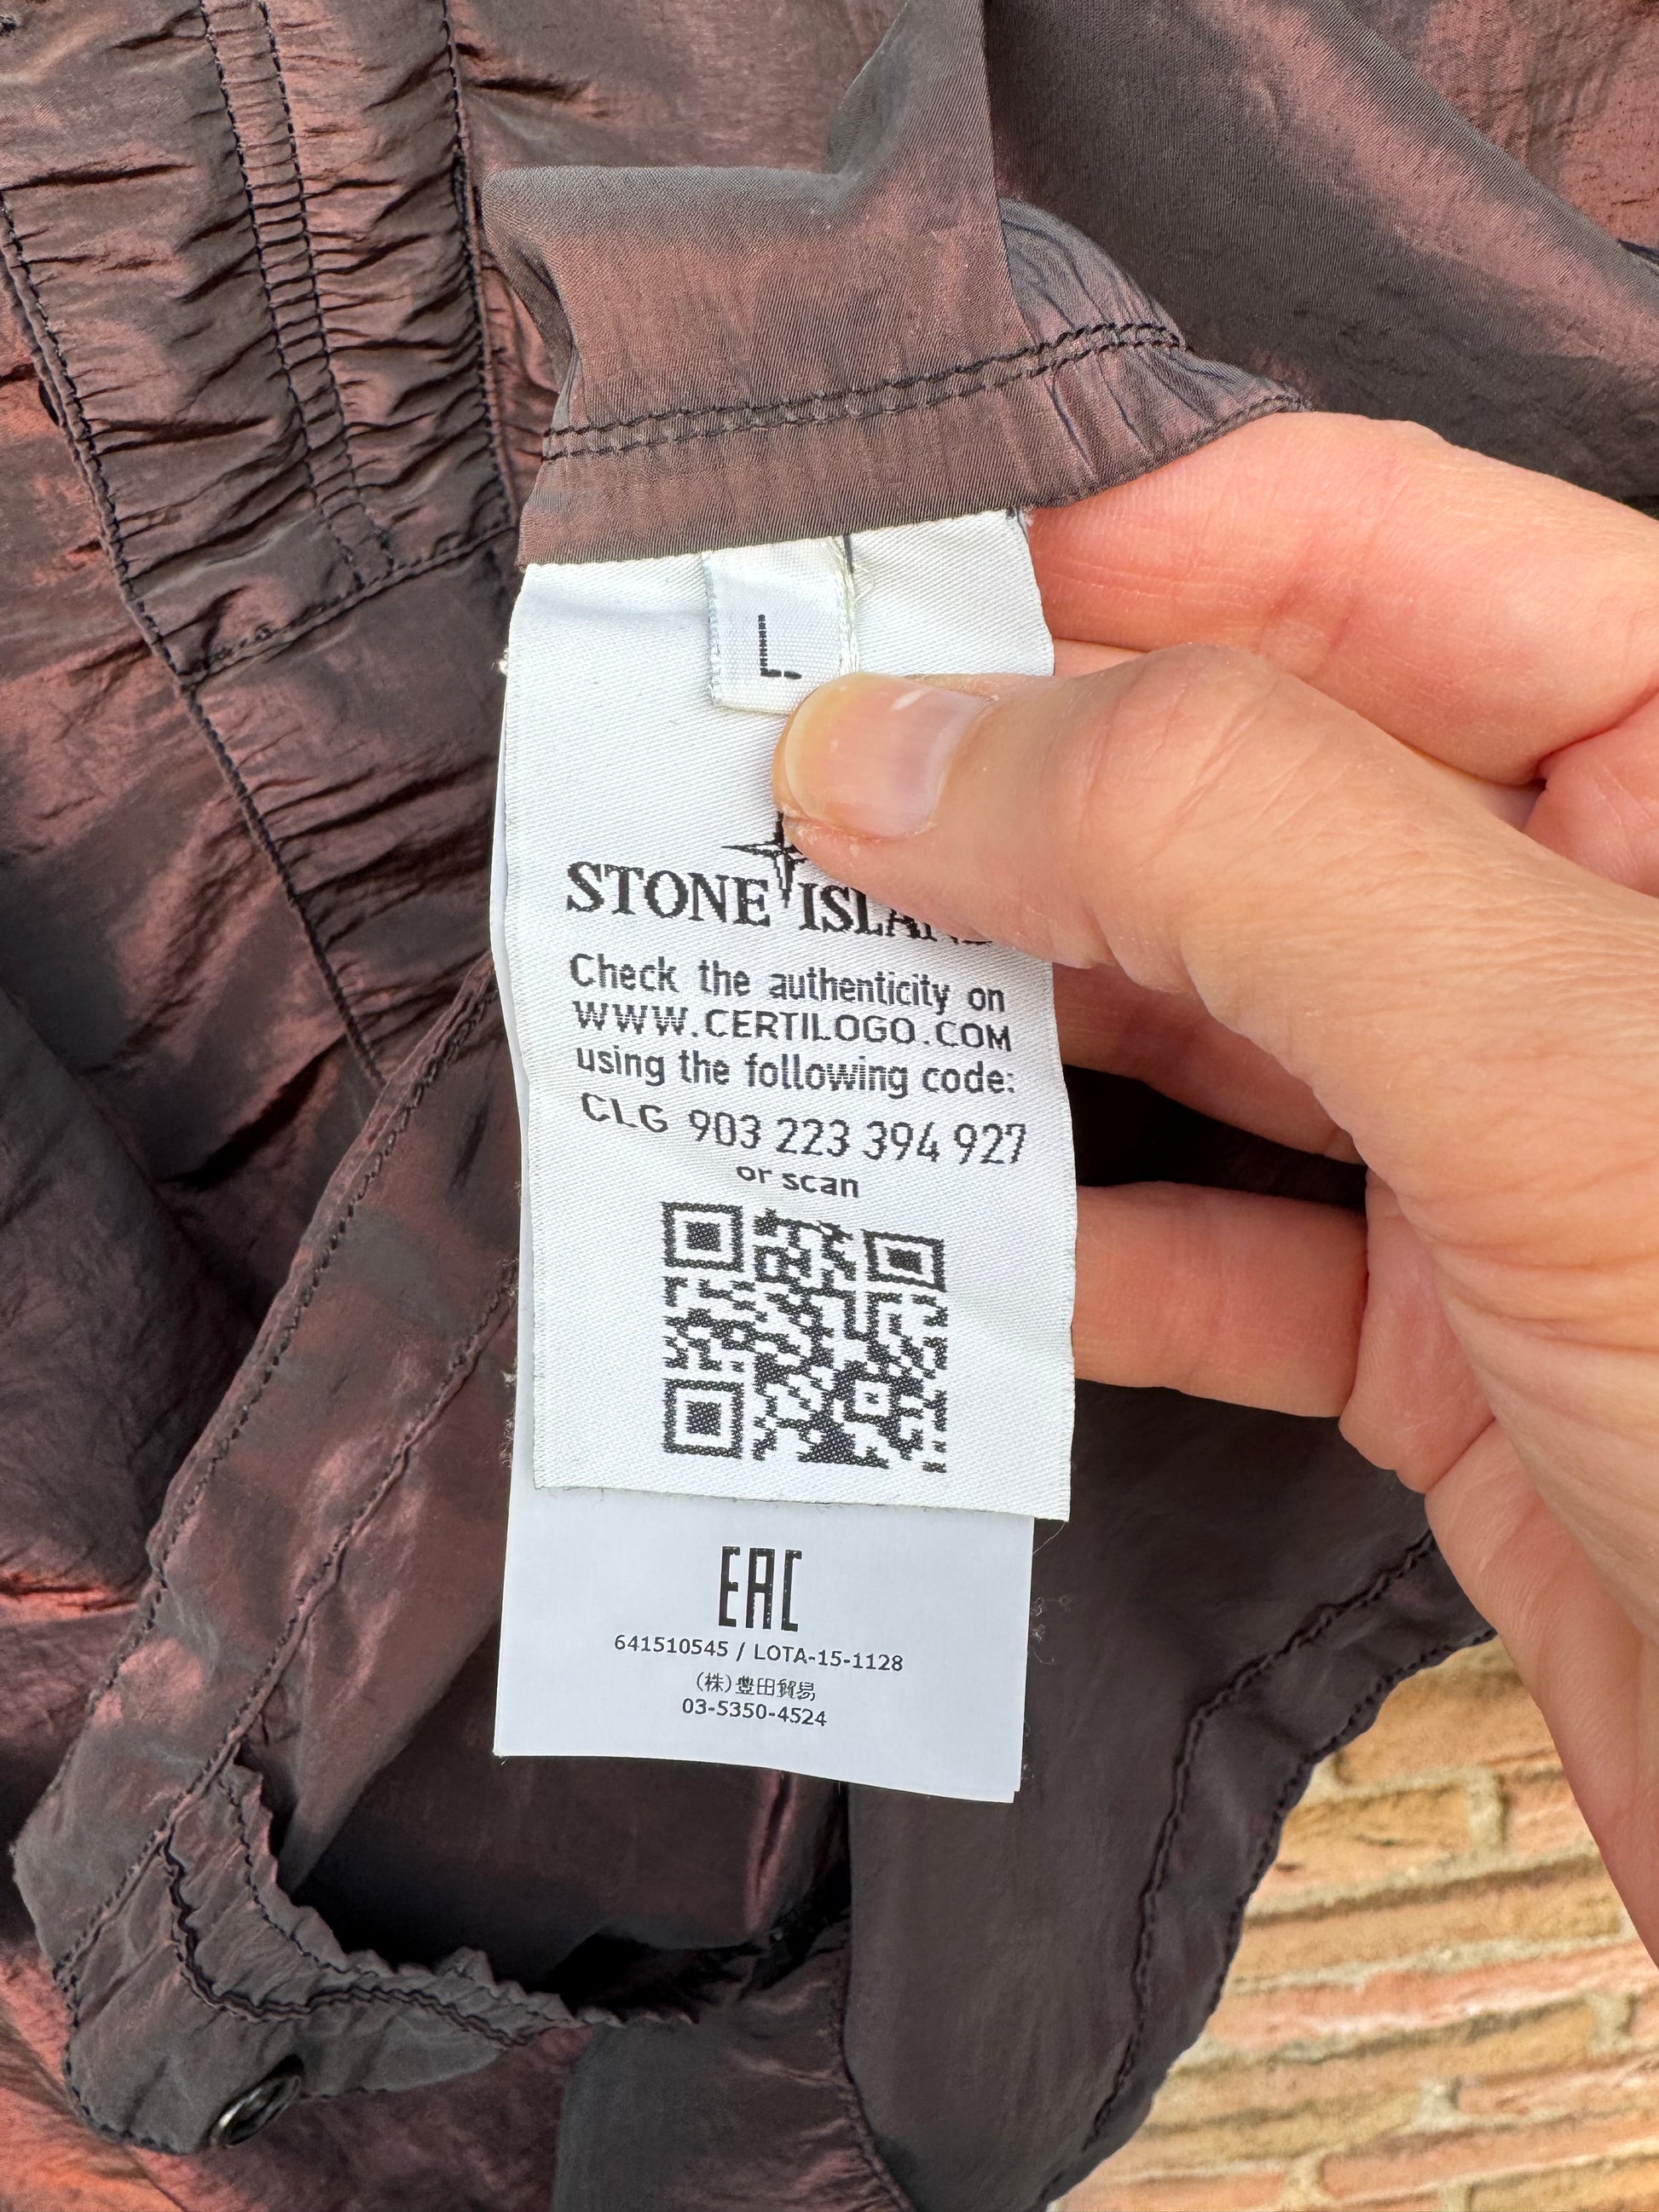 L
STONE ISLAND
Check the authenticity on
WWW.CERTILOGO.COM
using the following code:
CLG 903 223 394 927
or scan
EAC
641510545 / LOTA-15-1128
(株)豊田貿易
03-5350-4524